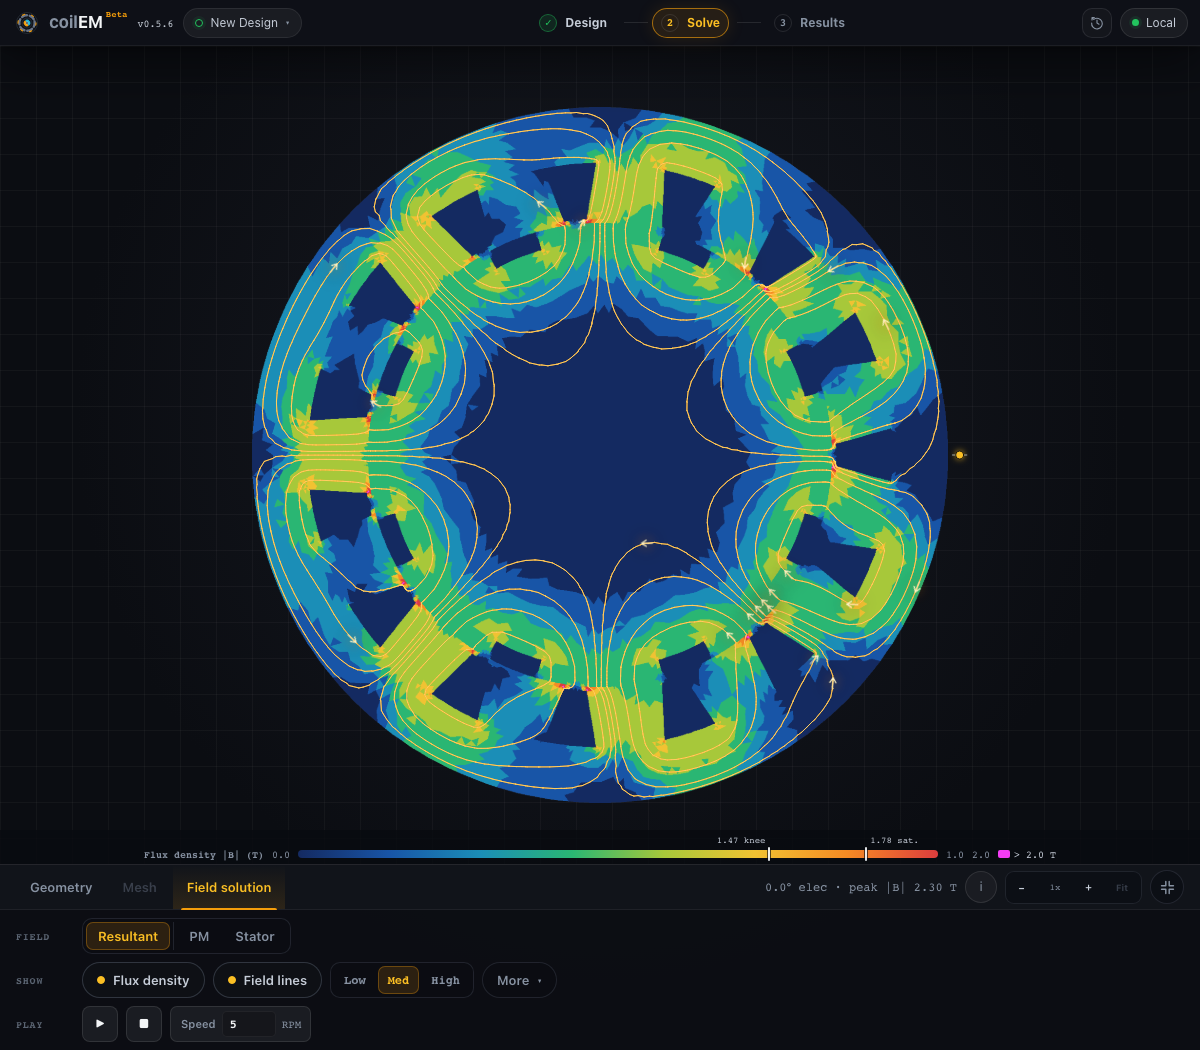 coilEM Beta v0.5.6 New Design ✓ Design 2 Solve 3 Results Local
1.47 knee 1.78 sat.
Flux density |B| (T) 0.0 1.0 2.0 > 2.0 T
Geometry Mesh Field solution 0.0° elec · peak |B| 2.30 T i − 1x + Fit
FIELD Resultant PM Stator
SHOW Flux density Field lines Low Med High More
PLAY Speed 5 RPM